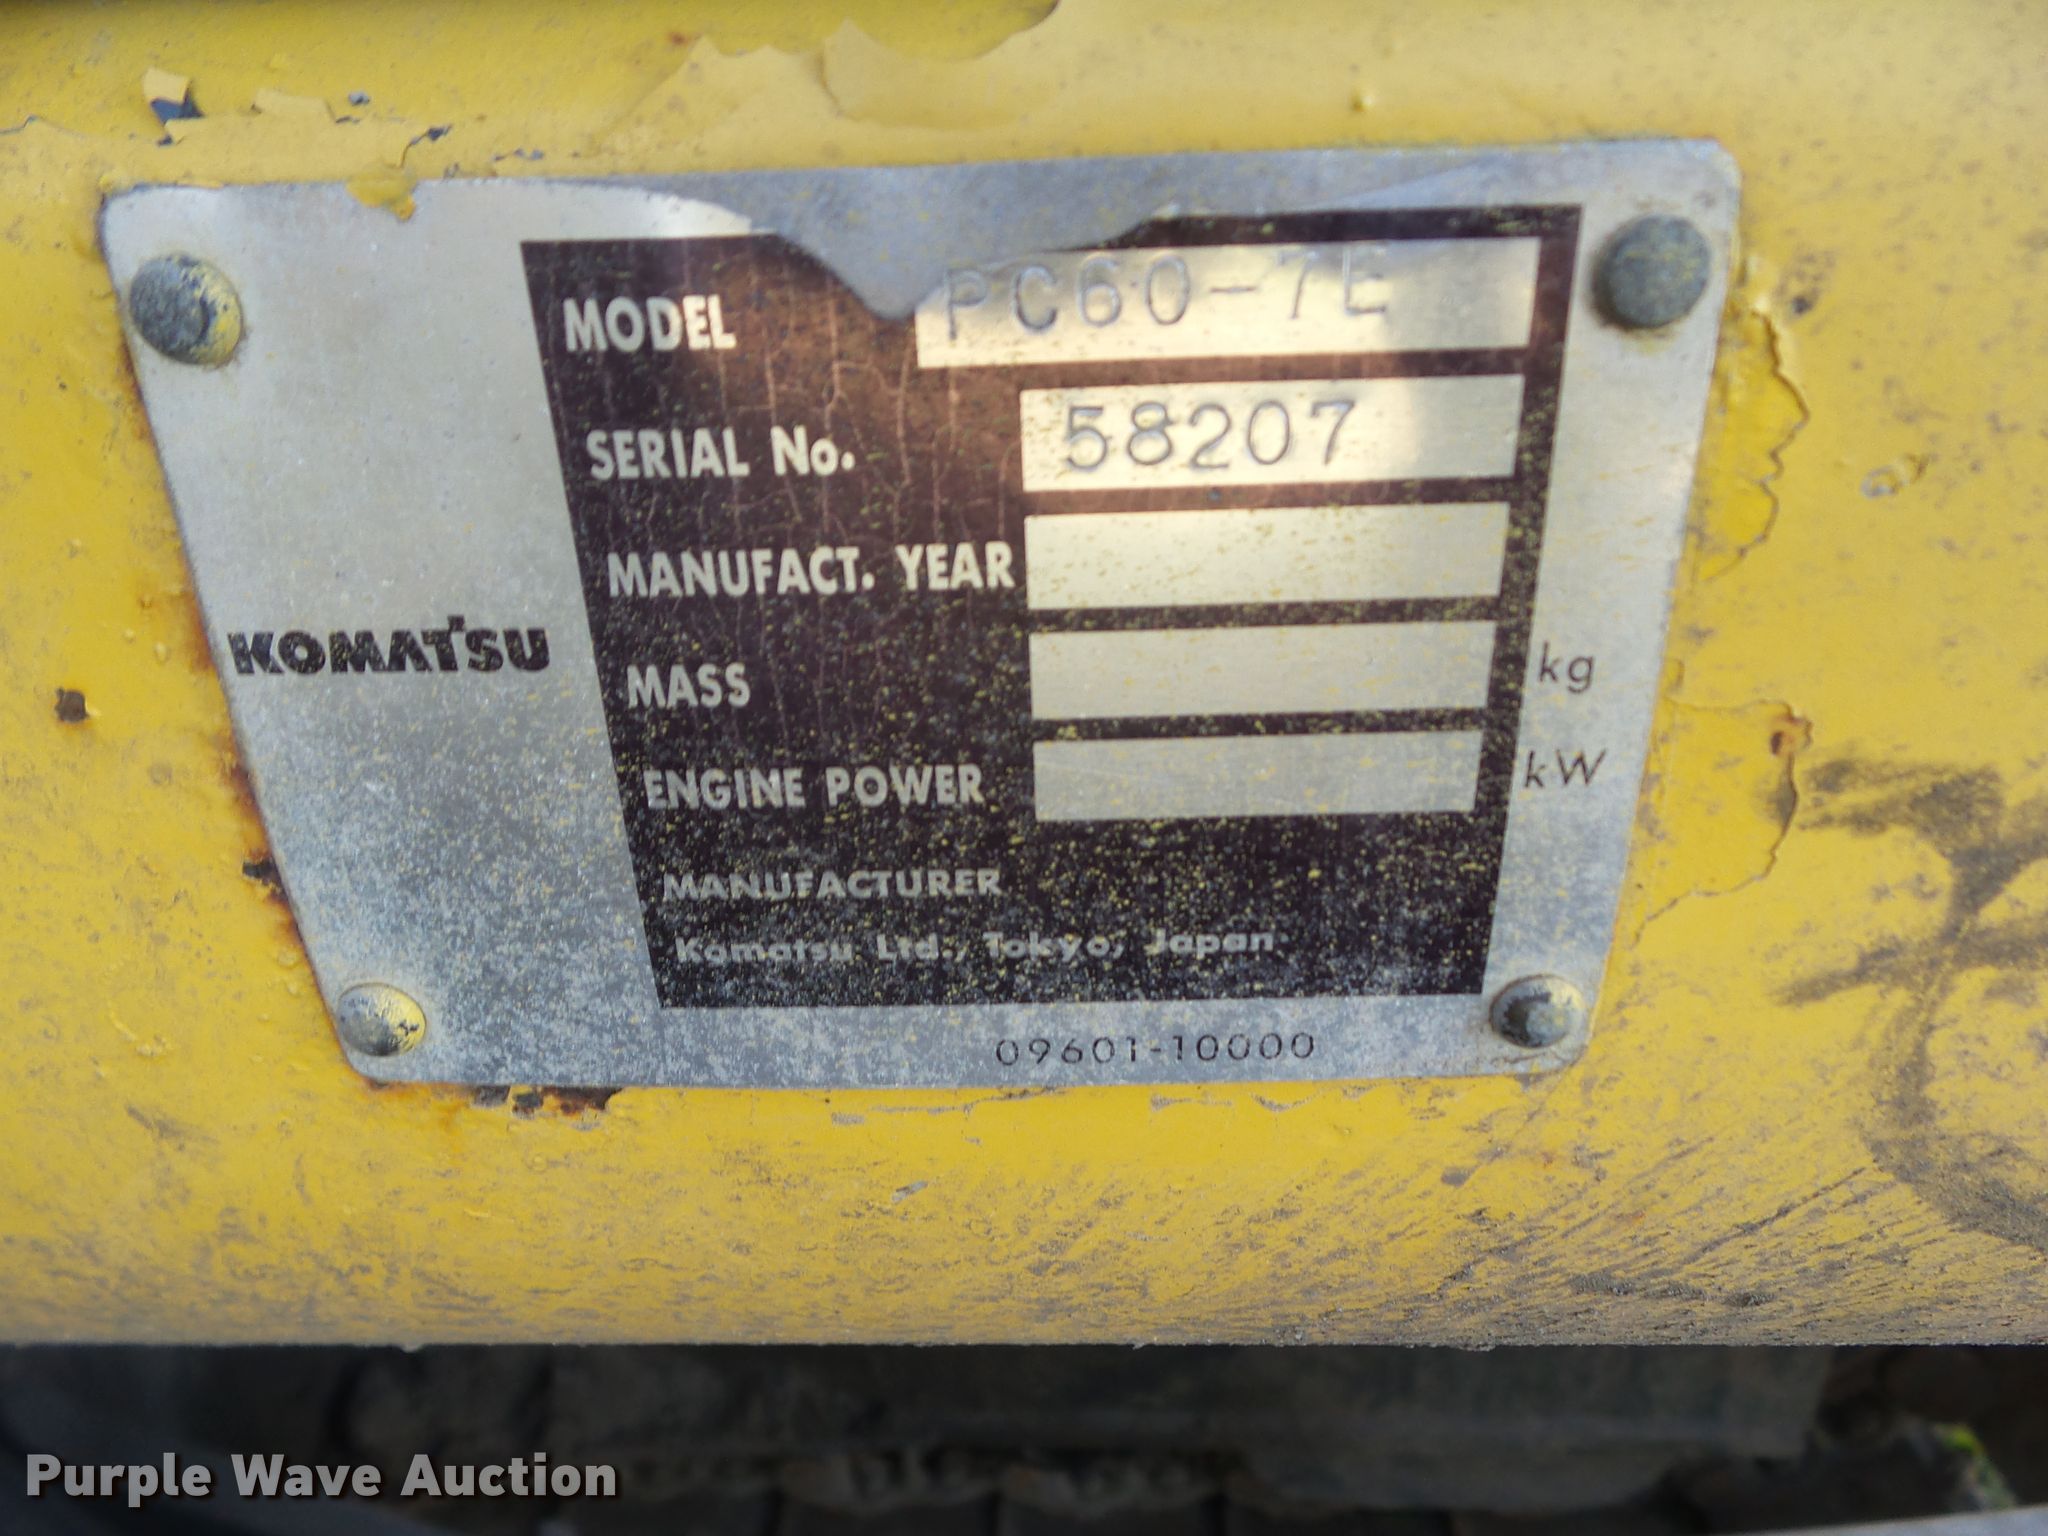 MODEL PC60-7E
SERIAL No. 58207
MANUFACT. YEAR
KOMATSU
MASS kg
ENGINE POWER kW
MANUFACTURER
Komatsu Ltd., Tokyo, Japan
09601-10000
Purple Wave Auction